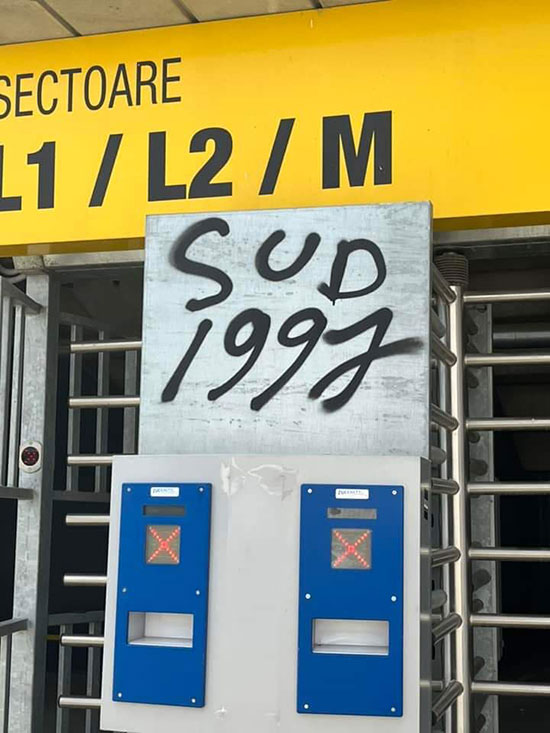 SECTOARE
L1 / L2 / M
SUD
1997